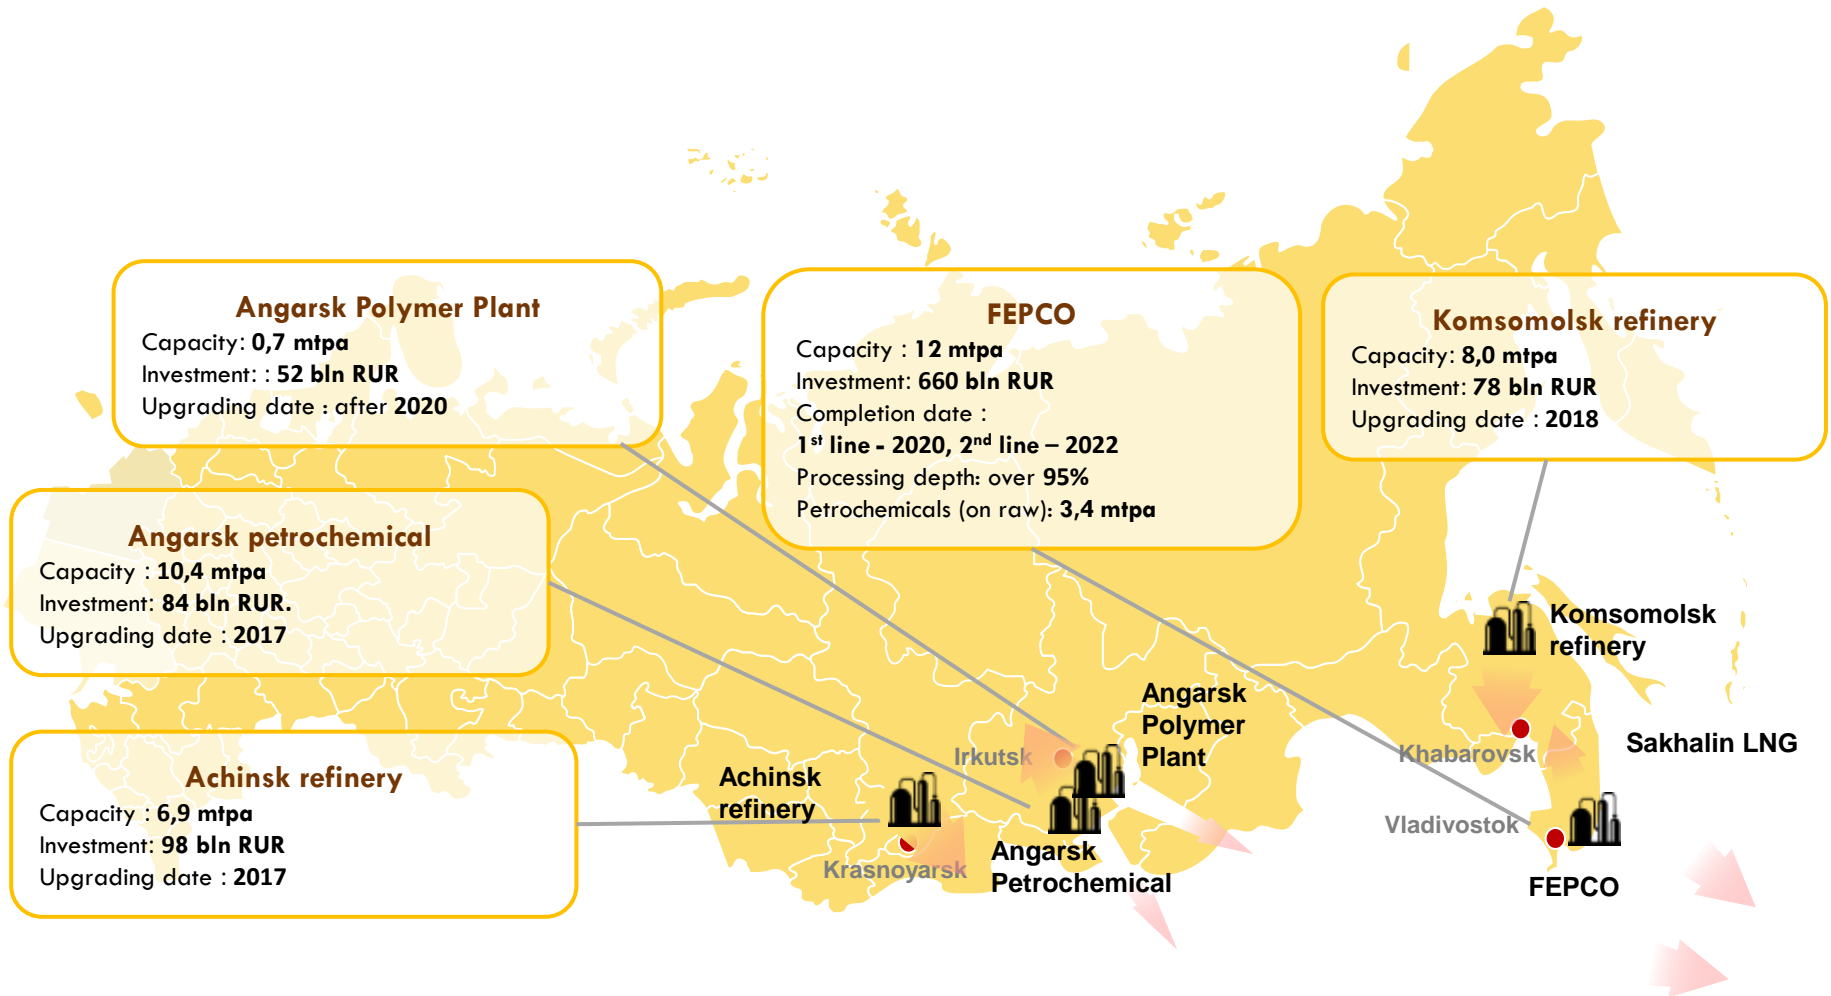 Angarsk Polymer Plant
Capacity: 0,7 mtpa
Investment: : 52 bln RUR
Upgrading date : after 2020
FEPCO
Capacity : 12 mtpa
Investment: 660 bln RUR
Completion date :
1st line - 2020, 2nd line – 2022
Processing depth: over 95%
Petrochemicals (on raw): 3,4 mtpa
Komsomolsk refinery
Capacity: 8,0 mtpa
Investment: 78 bln RUR
Upgrading date : 2018
Angarsk petrochemical
Capacity : 10,4 mtpa
Investment: 84 bln RUR.
Upgrading date : 2017
Achinsk refinery
Capacity : 6,9 mtpa
Investment: 98 bln RUR
Upgrading date : 2017
Komsomolsk
refinery
Angarsk
Polymer
Plant
Irkutsk
Khabarovsk
Sakhalin LNG
Achinsk
refinery
Krasnoyarsk
Angarsk
Petrochemical
Vladivostok
FEPCO